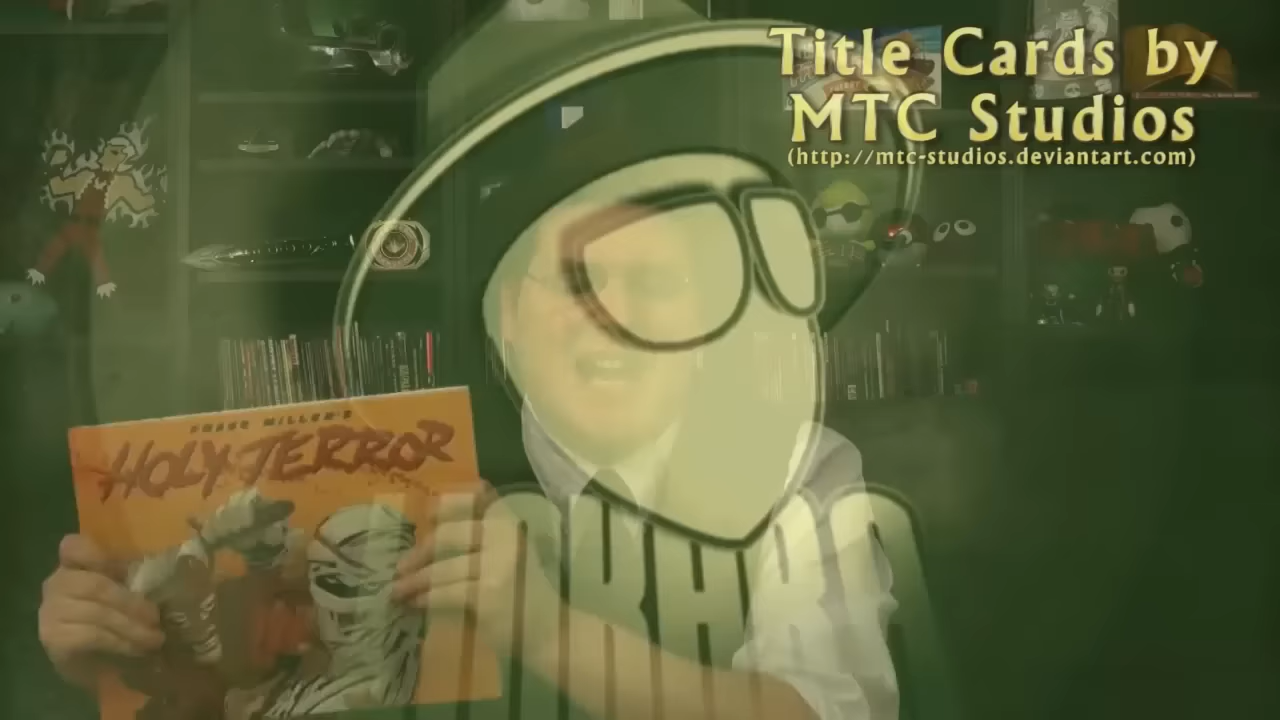 Title Cards by
MTC Studios
(http://mtc-studios.deviantart.com)
FRANK MILLER'S
HOLY TERROR